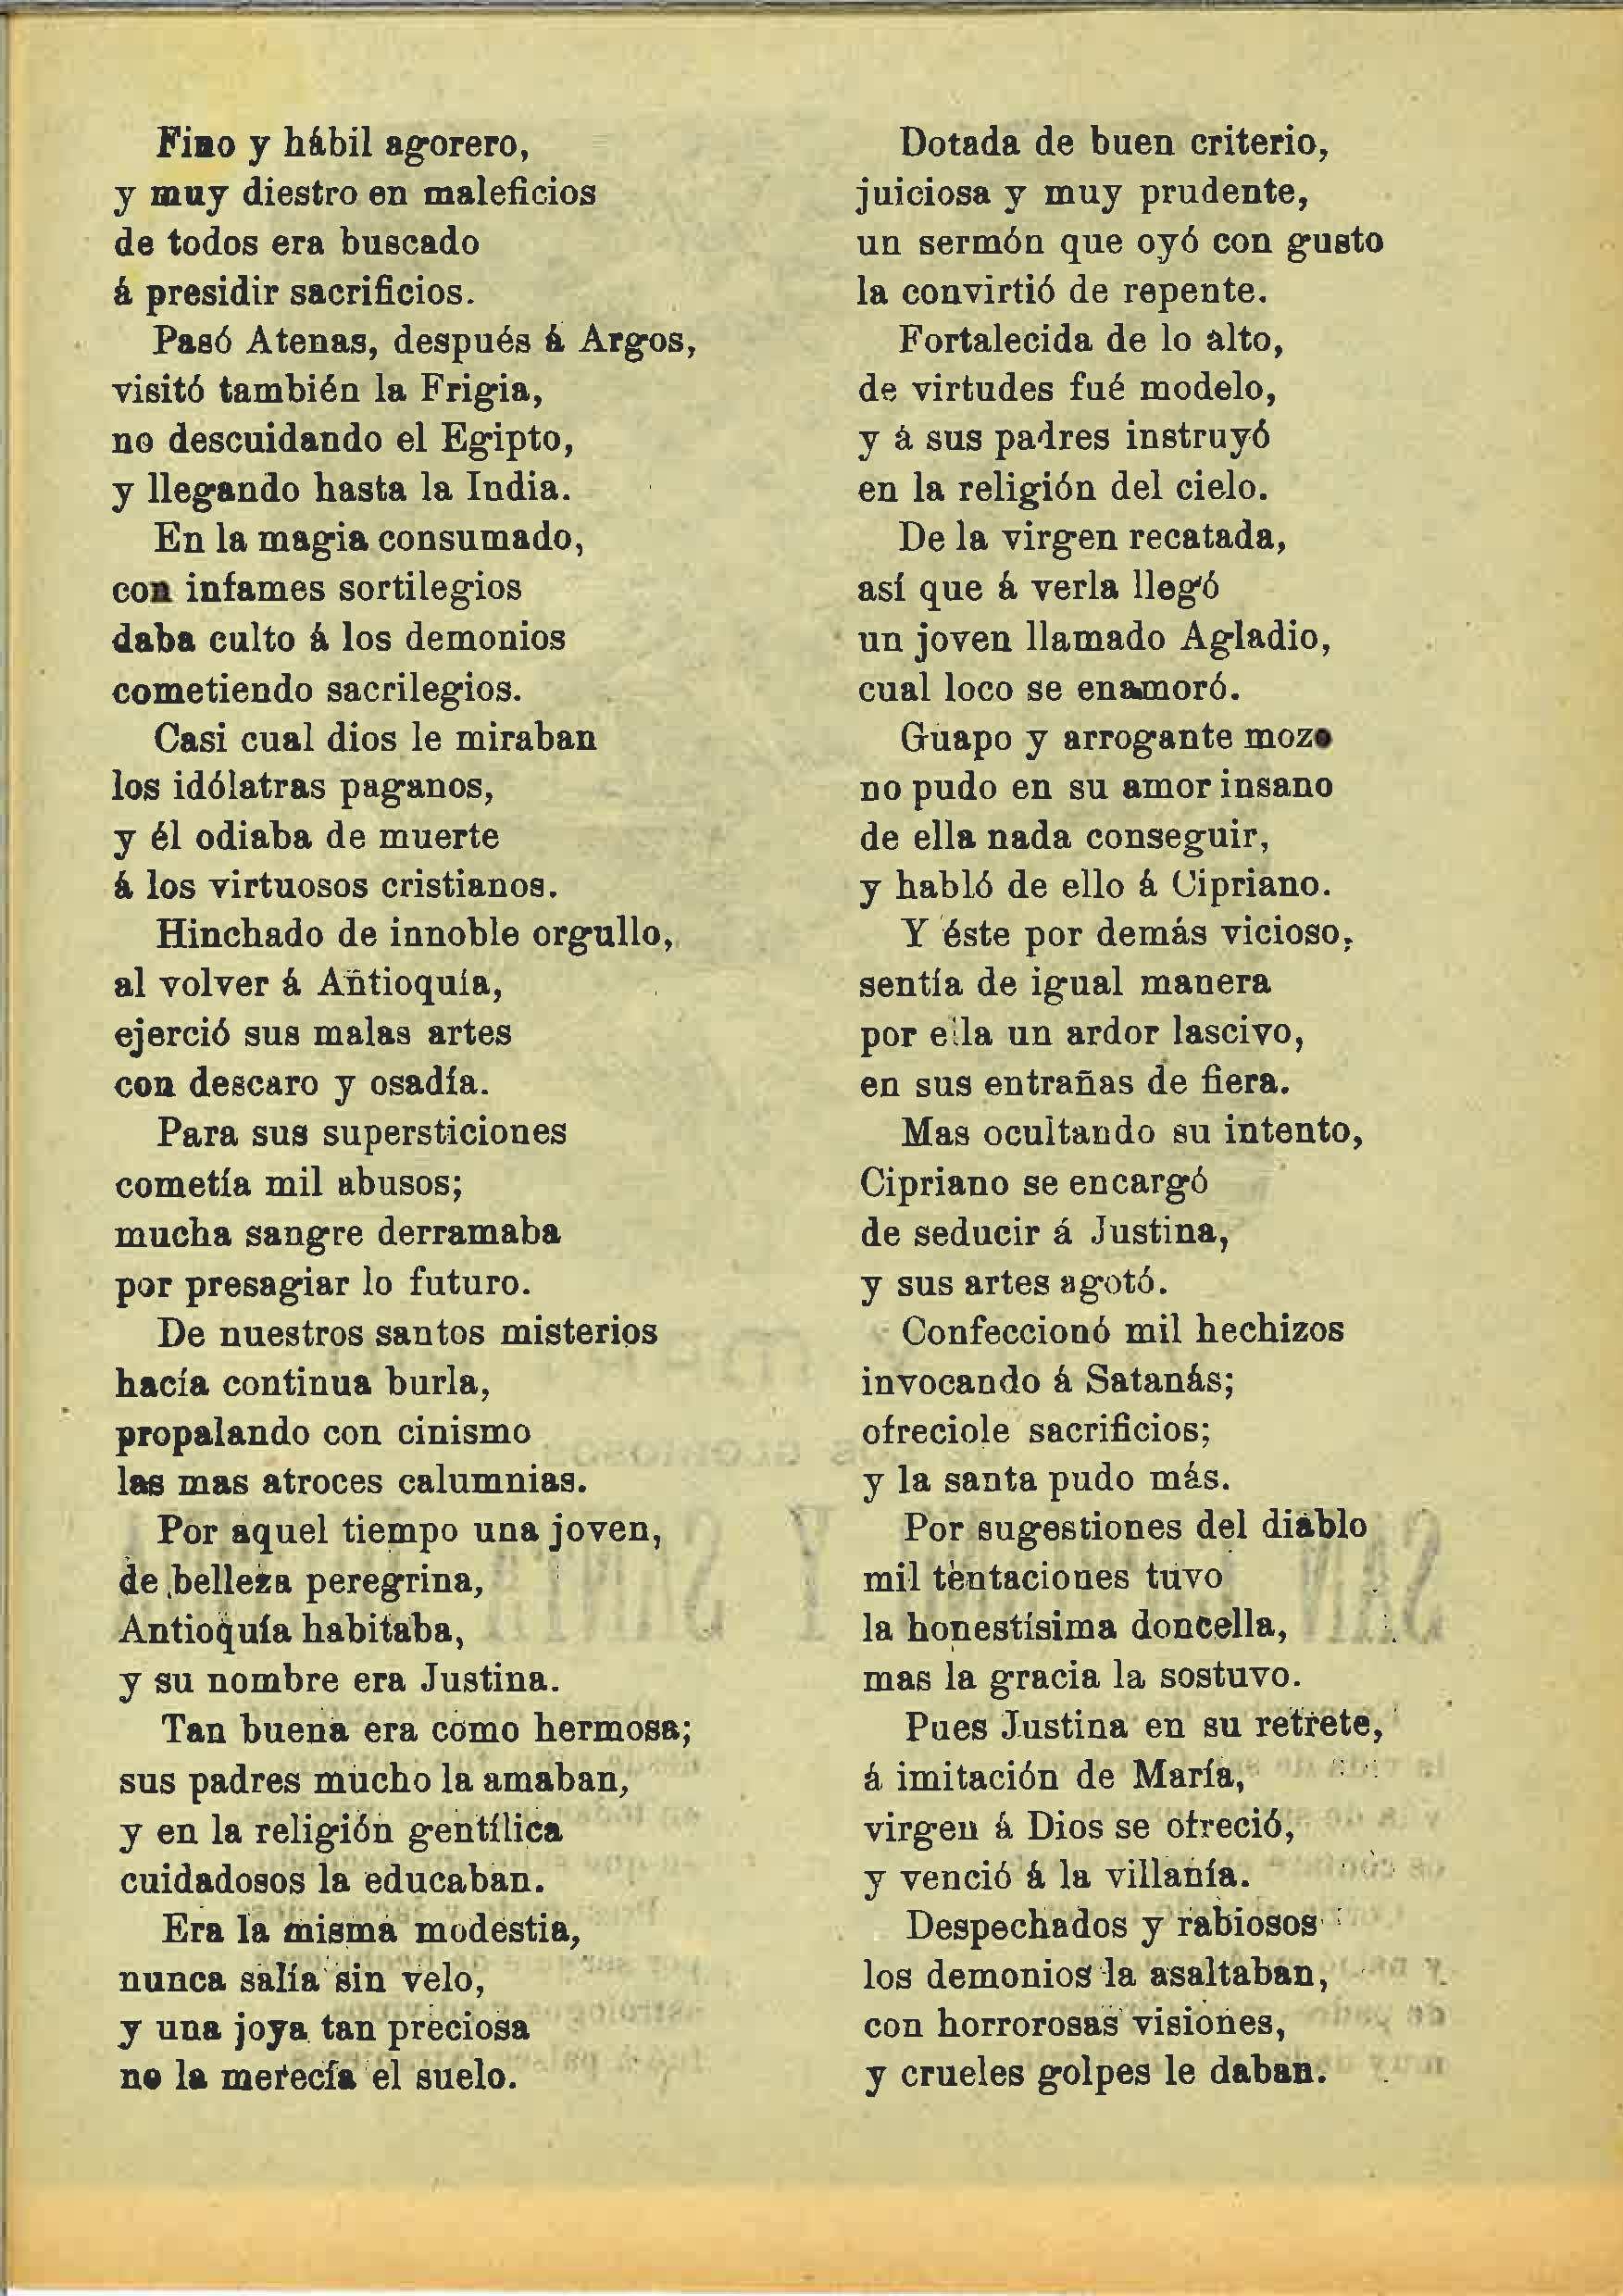 Fino y hábil agorero,
y muy diestro en maleficios
de todos era buscado
á presidir sacrificios.
Pasó Atenas, después á Argos,
visitó también la Frigia,
no descuidando el Egipto,
y llegando hasta la India.
En la magia consumado,
con infames sortilegios
daba culto á los demonios
cometiendo sacrilegios.
Casi cual dios le miraban
los idólatras paganos,
y él odiaba de muerte
á los virtuosos cristianos.
Hinchado de innoble orgullo,
al volver á Antioquía,
ejerció sus malas artes
con descaro y osadía.
Para sus supersticiones
cometía mil abusos;
mucha sangre derramaba
por presagiar lo futuro.
De nuestros santos misterios
hacía continua burla,
propalando con cinismo
las mas atroces calumnias.
Por aquel tiempo una joven,
de belleza peregrina,
Antioquía habitaba,
y su nombre era Justina.
Tan buena era como hermosa;
sus padres mucho la amaban,
y en la religión gentílica
cuidadosos la educaban.
Era la misma modestia,
nunca salía sin velo,
y una joya tan preciosa
no la merecía el suelo.
Dotada de buen criterio,
juiciosa y muy prudente,
un sermón que oyó con gusto
la convirtió de repente.
Fortalecida de lo alto,
de virtudes fué modelo,
y á sus padres instruyó
en la religión del cielo.
De la virgen recatada,
así que á verla llegó
un joven llamado Agladio,
cual loco se enamoró.
Guapo y arrogante mozo
no pudo en su amor insano
de ella nada conseguir,
y habló de ello á Cipriano.
Y éste por demás vicioso,
sentía de igual manera
por ella un ardor lascivo,
en sus entrañas de fiera.
Mas ocultando su intento,
Cipriano se encargó
de seducir á Justina,
y sus artes agotó.
Confeccionó mil hechizos
invocando á Satanás;
ofreciole sacrificios;
y la santa pudo más.
Por sugestiones del diablo
mil tentaciones tuvo
la honestísima doncella,
mas la gracia la sostuvo.
Pues Justina en su retrete,
á imitación de María,
virgen á Dios se ofreció,
y venció á la villanía.
Despechados y rabiosos
los demonios la asaltaban,
con horrorosas visiones,
y crueles golpes le daban.